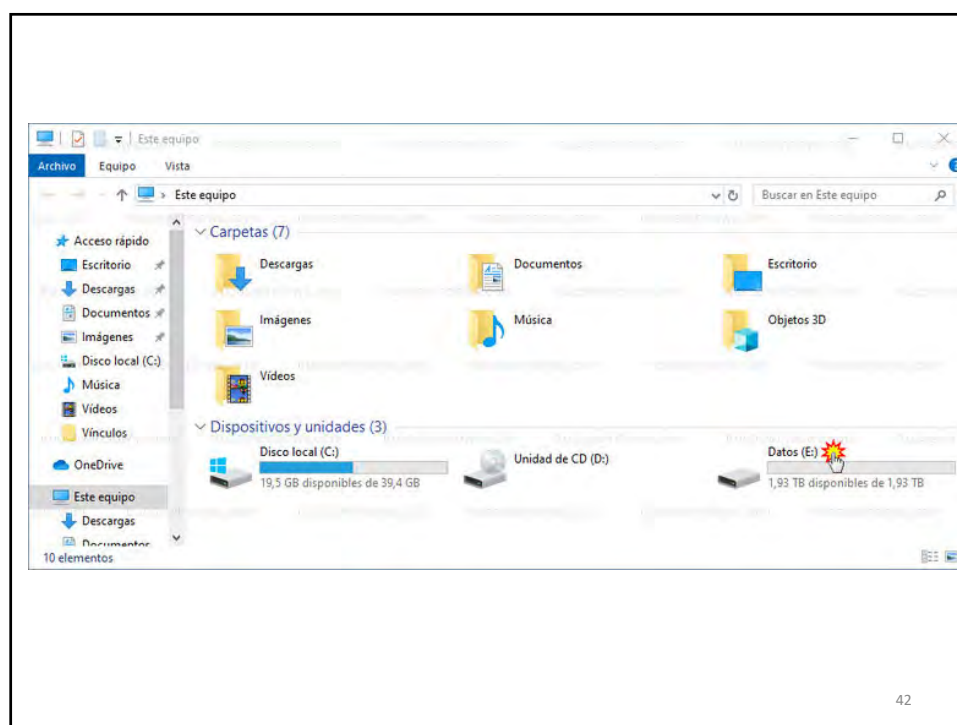 Este equipo
Archivo Equipo Vista
Este equipo
Buscar en Este equipo
Acceso rápido
Escritorio
Descargas
Documentos
Imágenes
Disco local (C:)
Música
Vídeos
Vínculos
OneDrive
Este equipo
Descargas
Documentos
Carpetas (7)
Descargas
Documentos
Escritorio
Imágenes
Música
Objetos 3D
Vídeos
Dispositivos y unidades (3)
Disco local (C:)
19,5 GB disponibles de 39,4 GB
Unidad de CD (D:)
Datos (E:)
1,93 TB disponibles de 1,93 TB
10 elementos
42